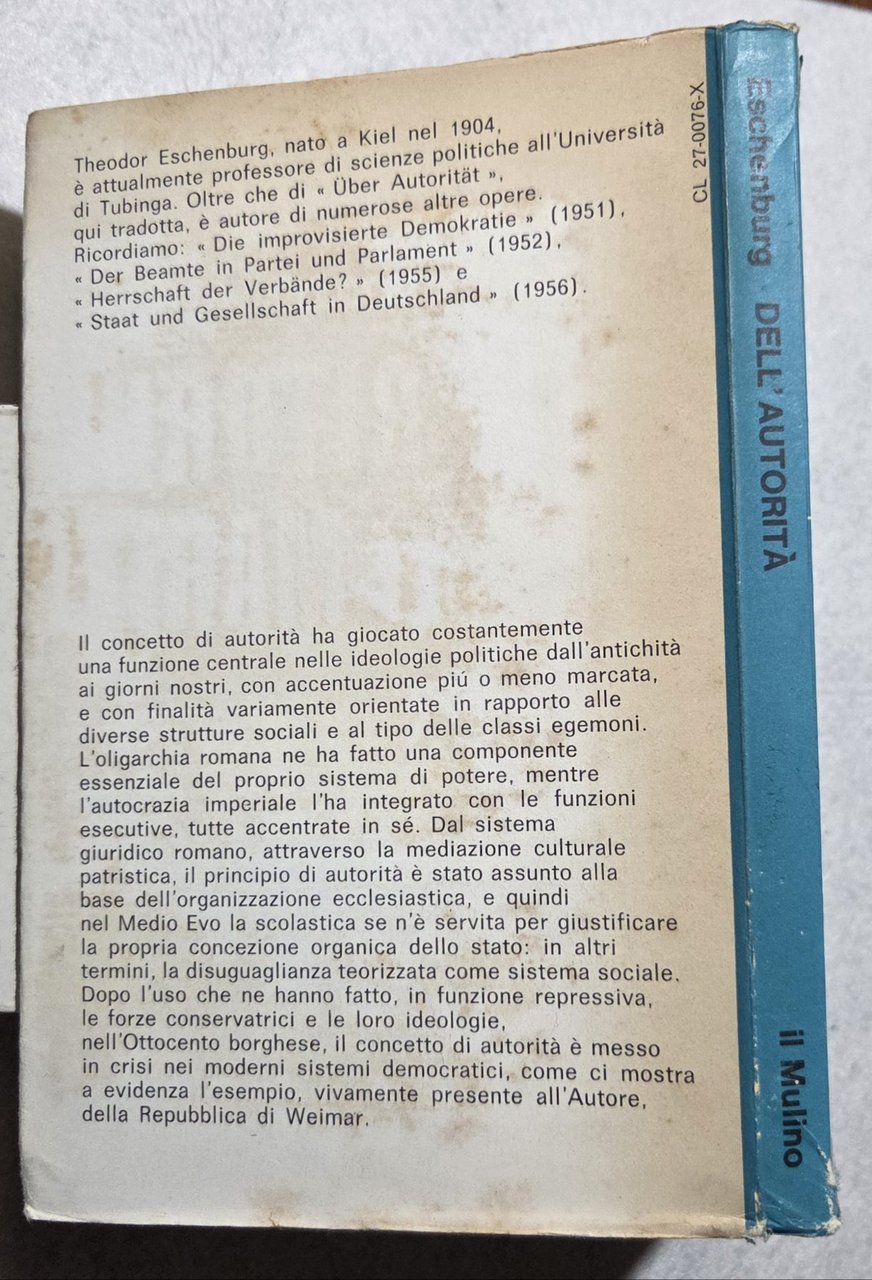 Theodor Eschenburg, nato a Kiel nel 1904,
è attualmente professore di scienze politiche all'Università
di Tubinga. Oltre che di « Über Autorität »,
qui tradotta, è autore di numerose altre opere.
Ricordiamo: « Die improvisierte Demokratie » (1951),
« Der Beamte in Partei und Parlament » (1952),
« Herrschaft der Verbände? » (1955) e
« Staat und Gesellschaft in Deutschland » (1956).
Il concetto di autorità ha giocato costantemente
una funzione centrale nelle ideologie politiche dall'antichità
ai giorni nostri, con accentuazione piú o meno marcata,
e con finalità variamente orientate in rapporto alle
diverse strutture sociali e al tipo delle classi egemoni.
L'oligarchia romana ne ha fatto una componente
essenziale del proprio sistema di potere, mentre
l'autocrazia imperiale l'ha integrato con le funzioni
esecutive, tutte accentrate in sé. Dal sistema
giuridico romano, attraverso la mediazione culturale
patristica, il principio di autorità è stato assunto alla
base dell'organizzazione ecclesiastica, e quindi
nel Medio Evo la scolastica se n'è servita per giustificare
la propria concezione organica dello stato: in altri
termini, la disuguaglianza teorizzata come sistema sociale.
Dopo l'uso che ne hanno fatto, in funzione repressiva,
le forze conservatrici e le loro ideologie,
nell'Ottocento borghese, il concetto di autorità è messo
in crisi nei moderni sistemi democratici, come ci mostra
a evidenza l'esempio, vivamente presente all'Autore,
della Repubblica di Weimar.
CL 27-0076-X
Eschenburg · DELL'AUTORITÀ
il Mulino